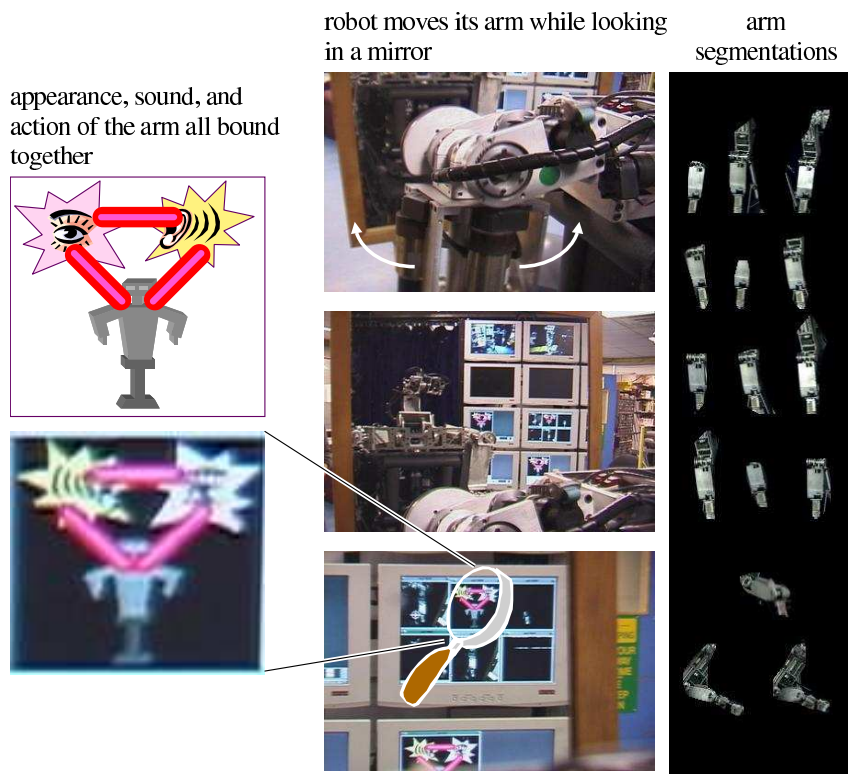 robot moves its arm while looking
in a mirror
arm
segmentations
appearance, sound, and
action of the arm all bound
together